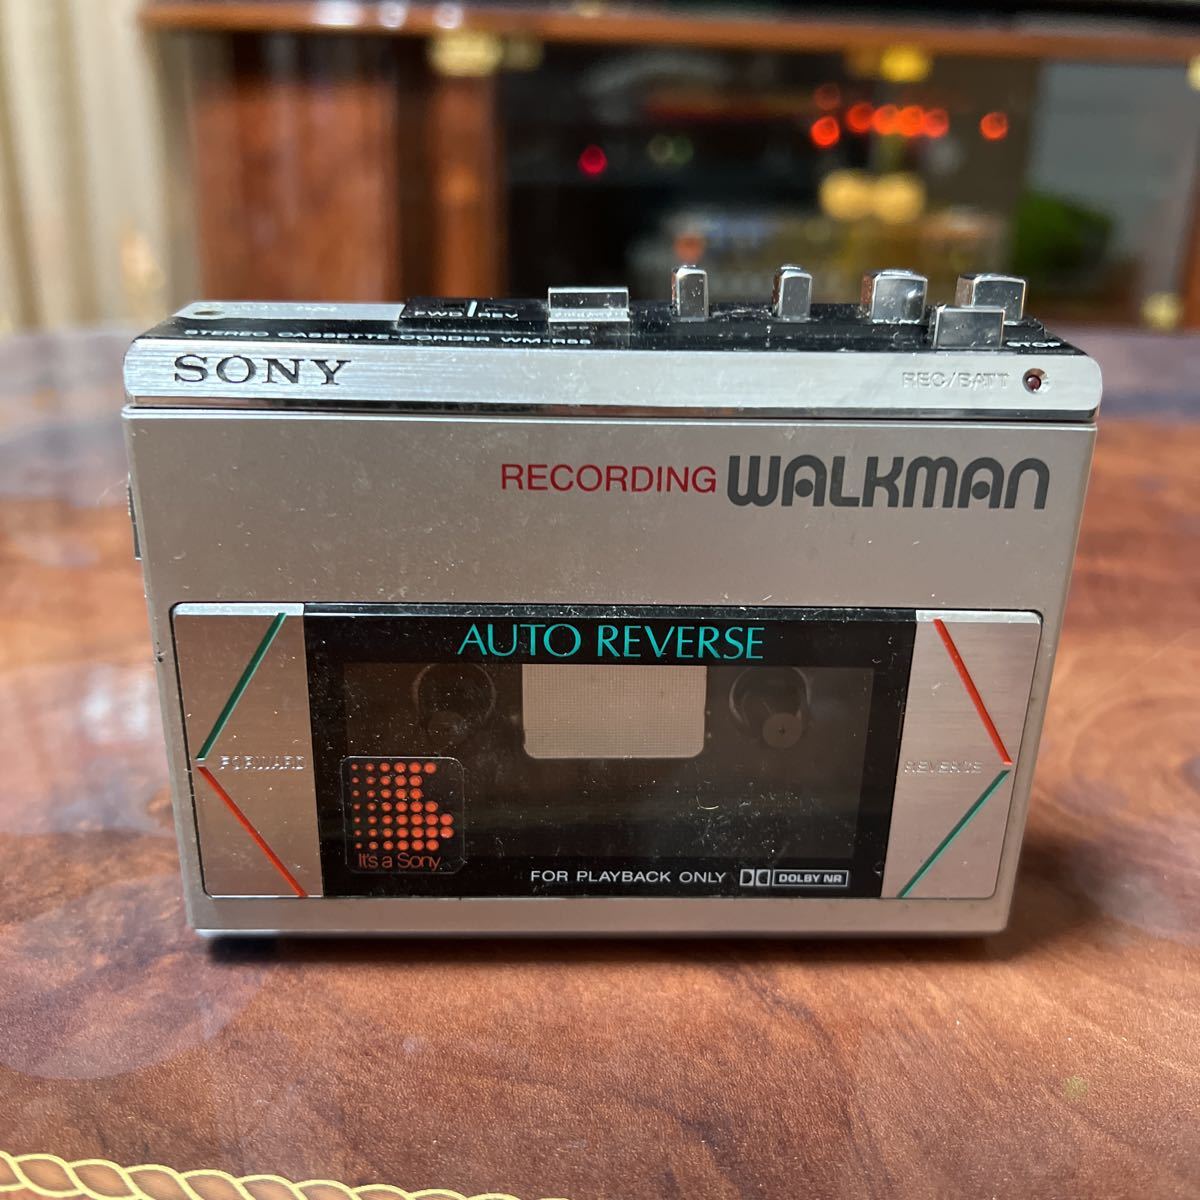 FWD REV
STEREO CASSETTE-CORDER WM-R55
STOP
SONY
REC/BATT
RECORDING WALKMAN
AUTO REVERSE
FORWARD
REVERSE
It's a Sony
FOR PLAYBACK ONLY DOLBY NR